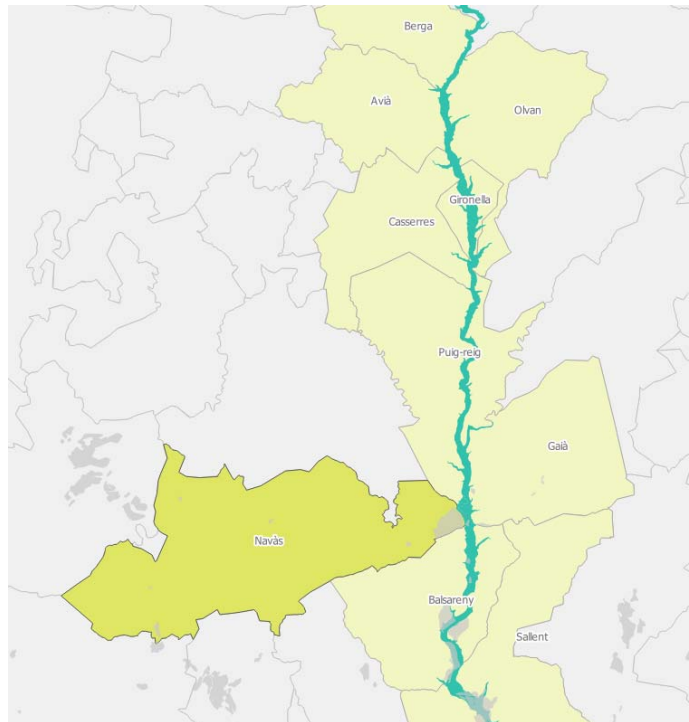 Berga
Avià
Olvan
Gironella
Casserres
Puig-reig
Gaià
Navàs
Balsareny
Sallent